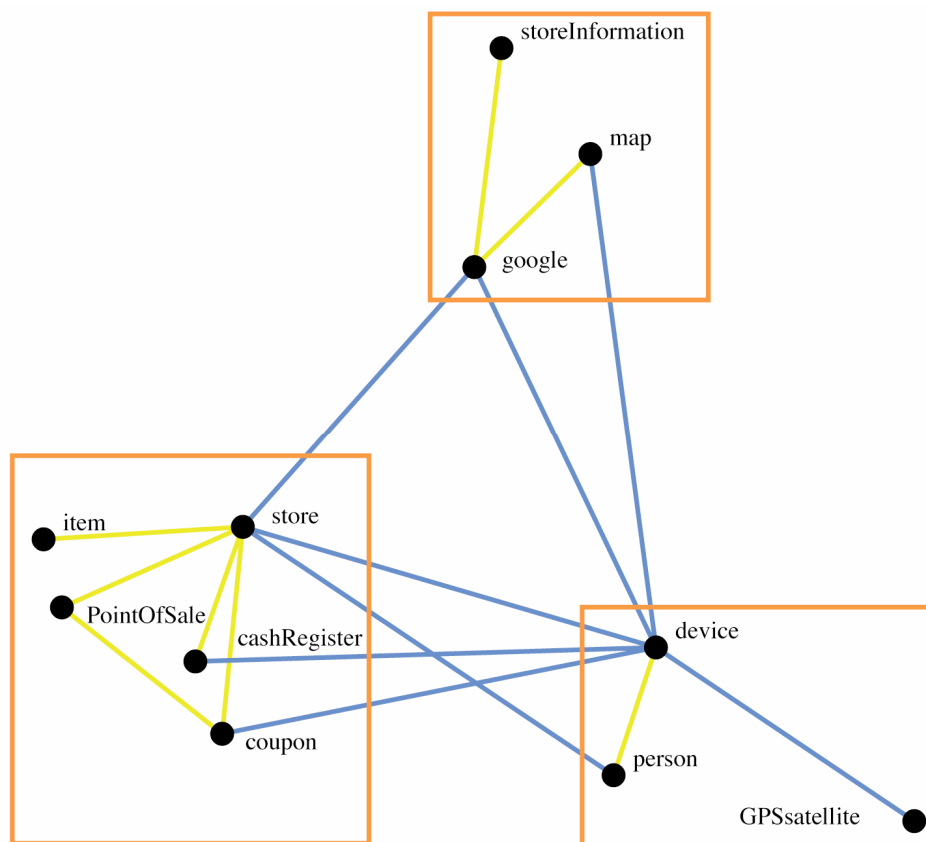 storeInformation
map
google
store
item
PointOfSale
cashRegister
coupon
device
person
GPSsatellite